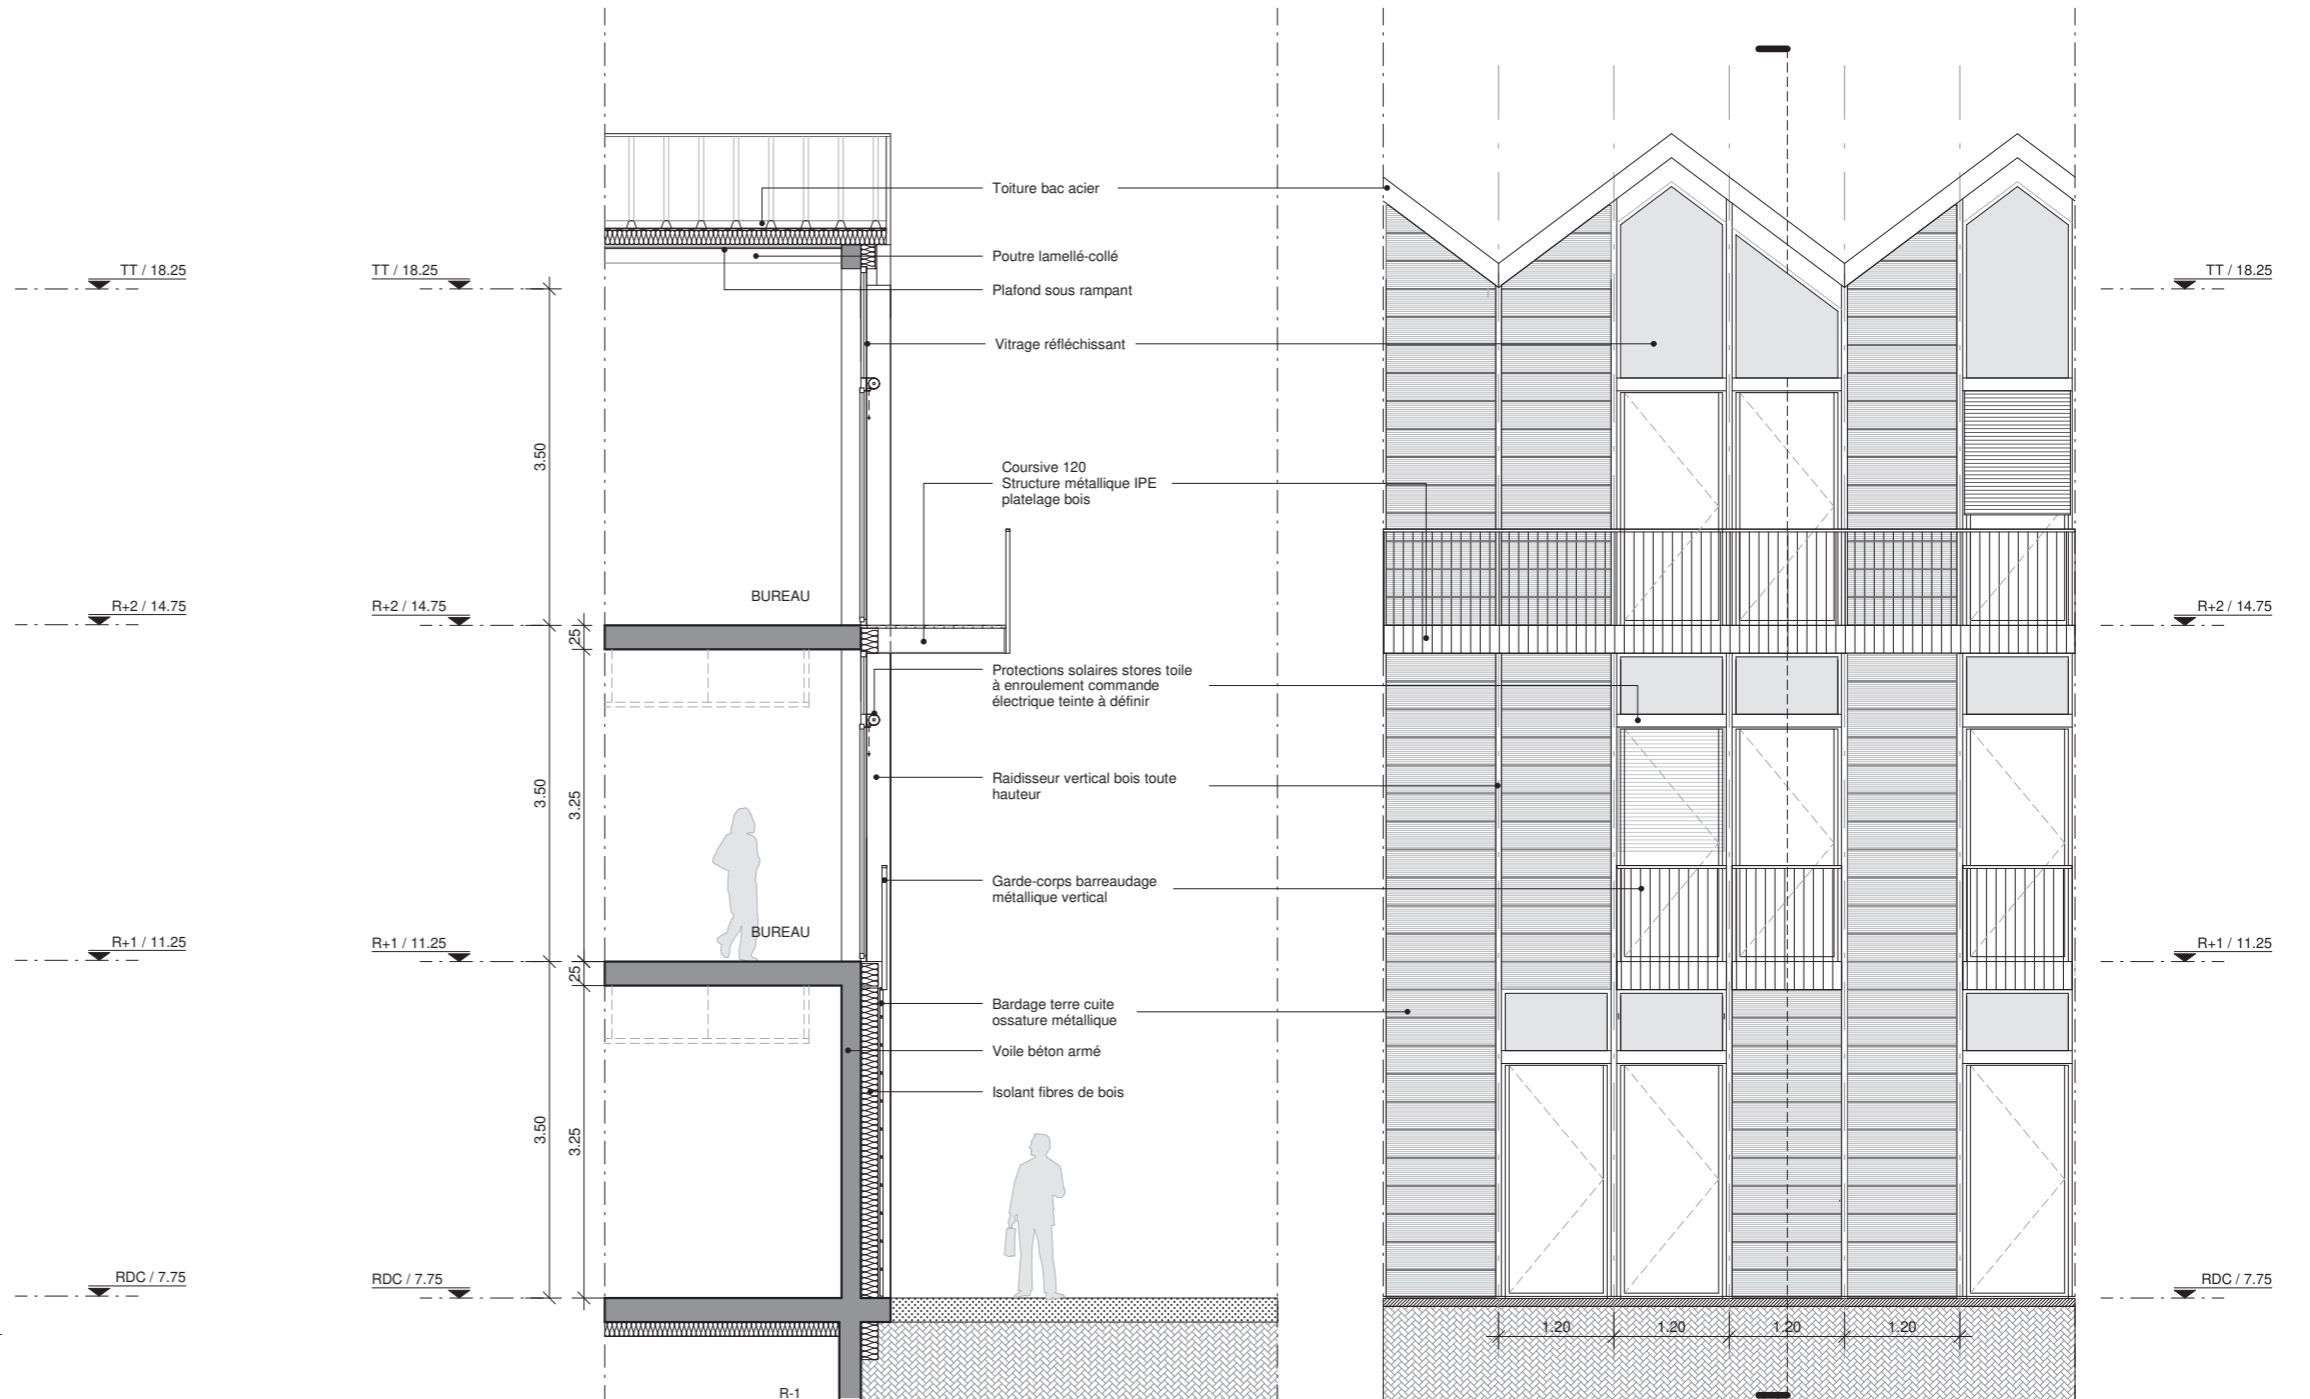 Toiture bac acier
Poutre lamellé-collé
TT / 18.25
TT / 18.25
TT / 18.25
Plafond sous rampant
Vitrage réfléchissant
3.50
Coursive 120
Structure métallique IPE
platelage bois
BUREAU
R+2 / 14.75
R+2 / 14.75
R+2 / 14.75
25
Protections solaires stores toile
à enroulement commande
électrique teinte à définir
Raidisseur vertical bois toute
hauteur
3.50
3.25
Garde-corps barreaudage
métallique vertical
BUREAU
R+1 / 11.25
R+1 / 11.25
R+1 / 11.25
25
Bardage terre cuite
ossature métallique
Voile béton armé
Isolant fibres de bois
3.50
3.25
RDC / 7.75
RDC / 7.75
RDC / 7.75
1.20
1.20
1.20
1.20
R-1